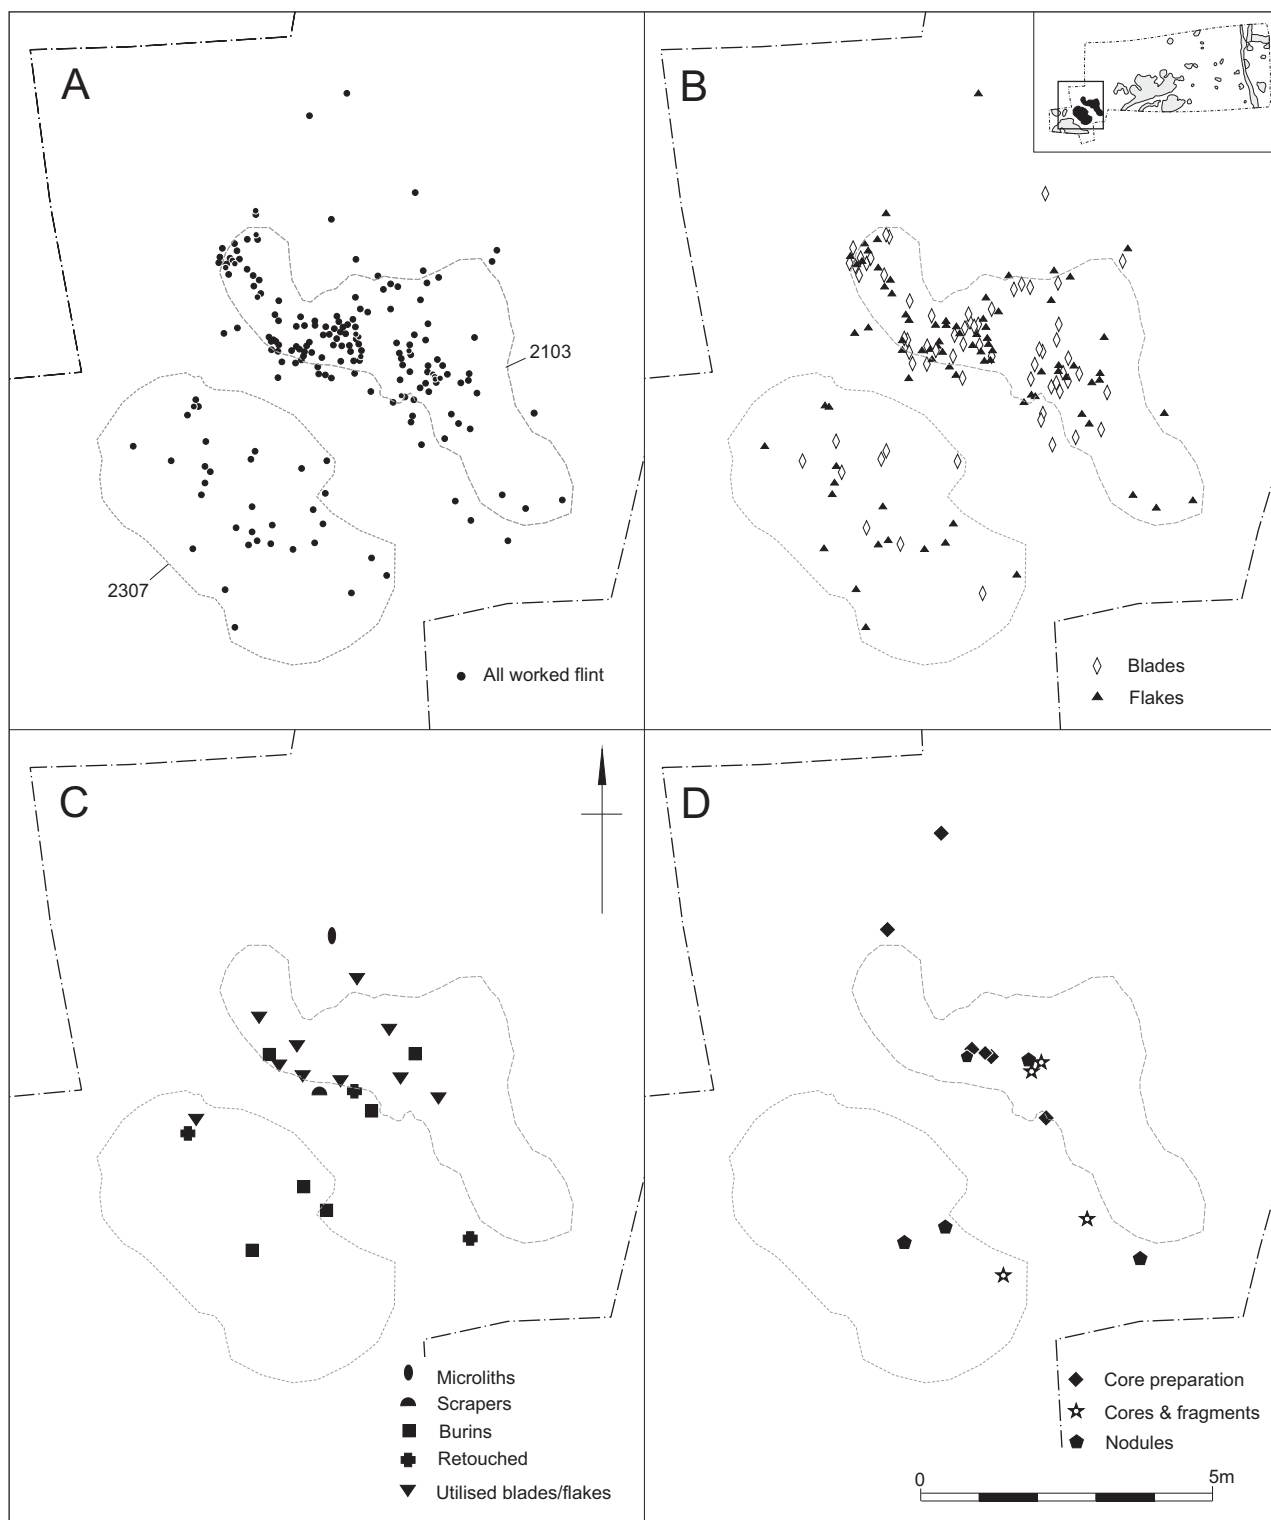 A
B
2103
2307
All worked flint
Blades
Flakes
C
D
Microliths
Scrapers
Burins
Retouched
Utilised blades/flakes
Core preparation
Cores & fragments
Nodules
0 5m